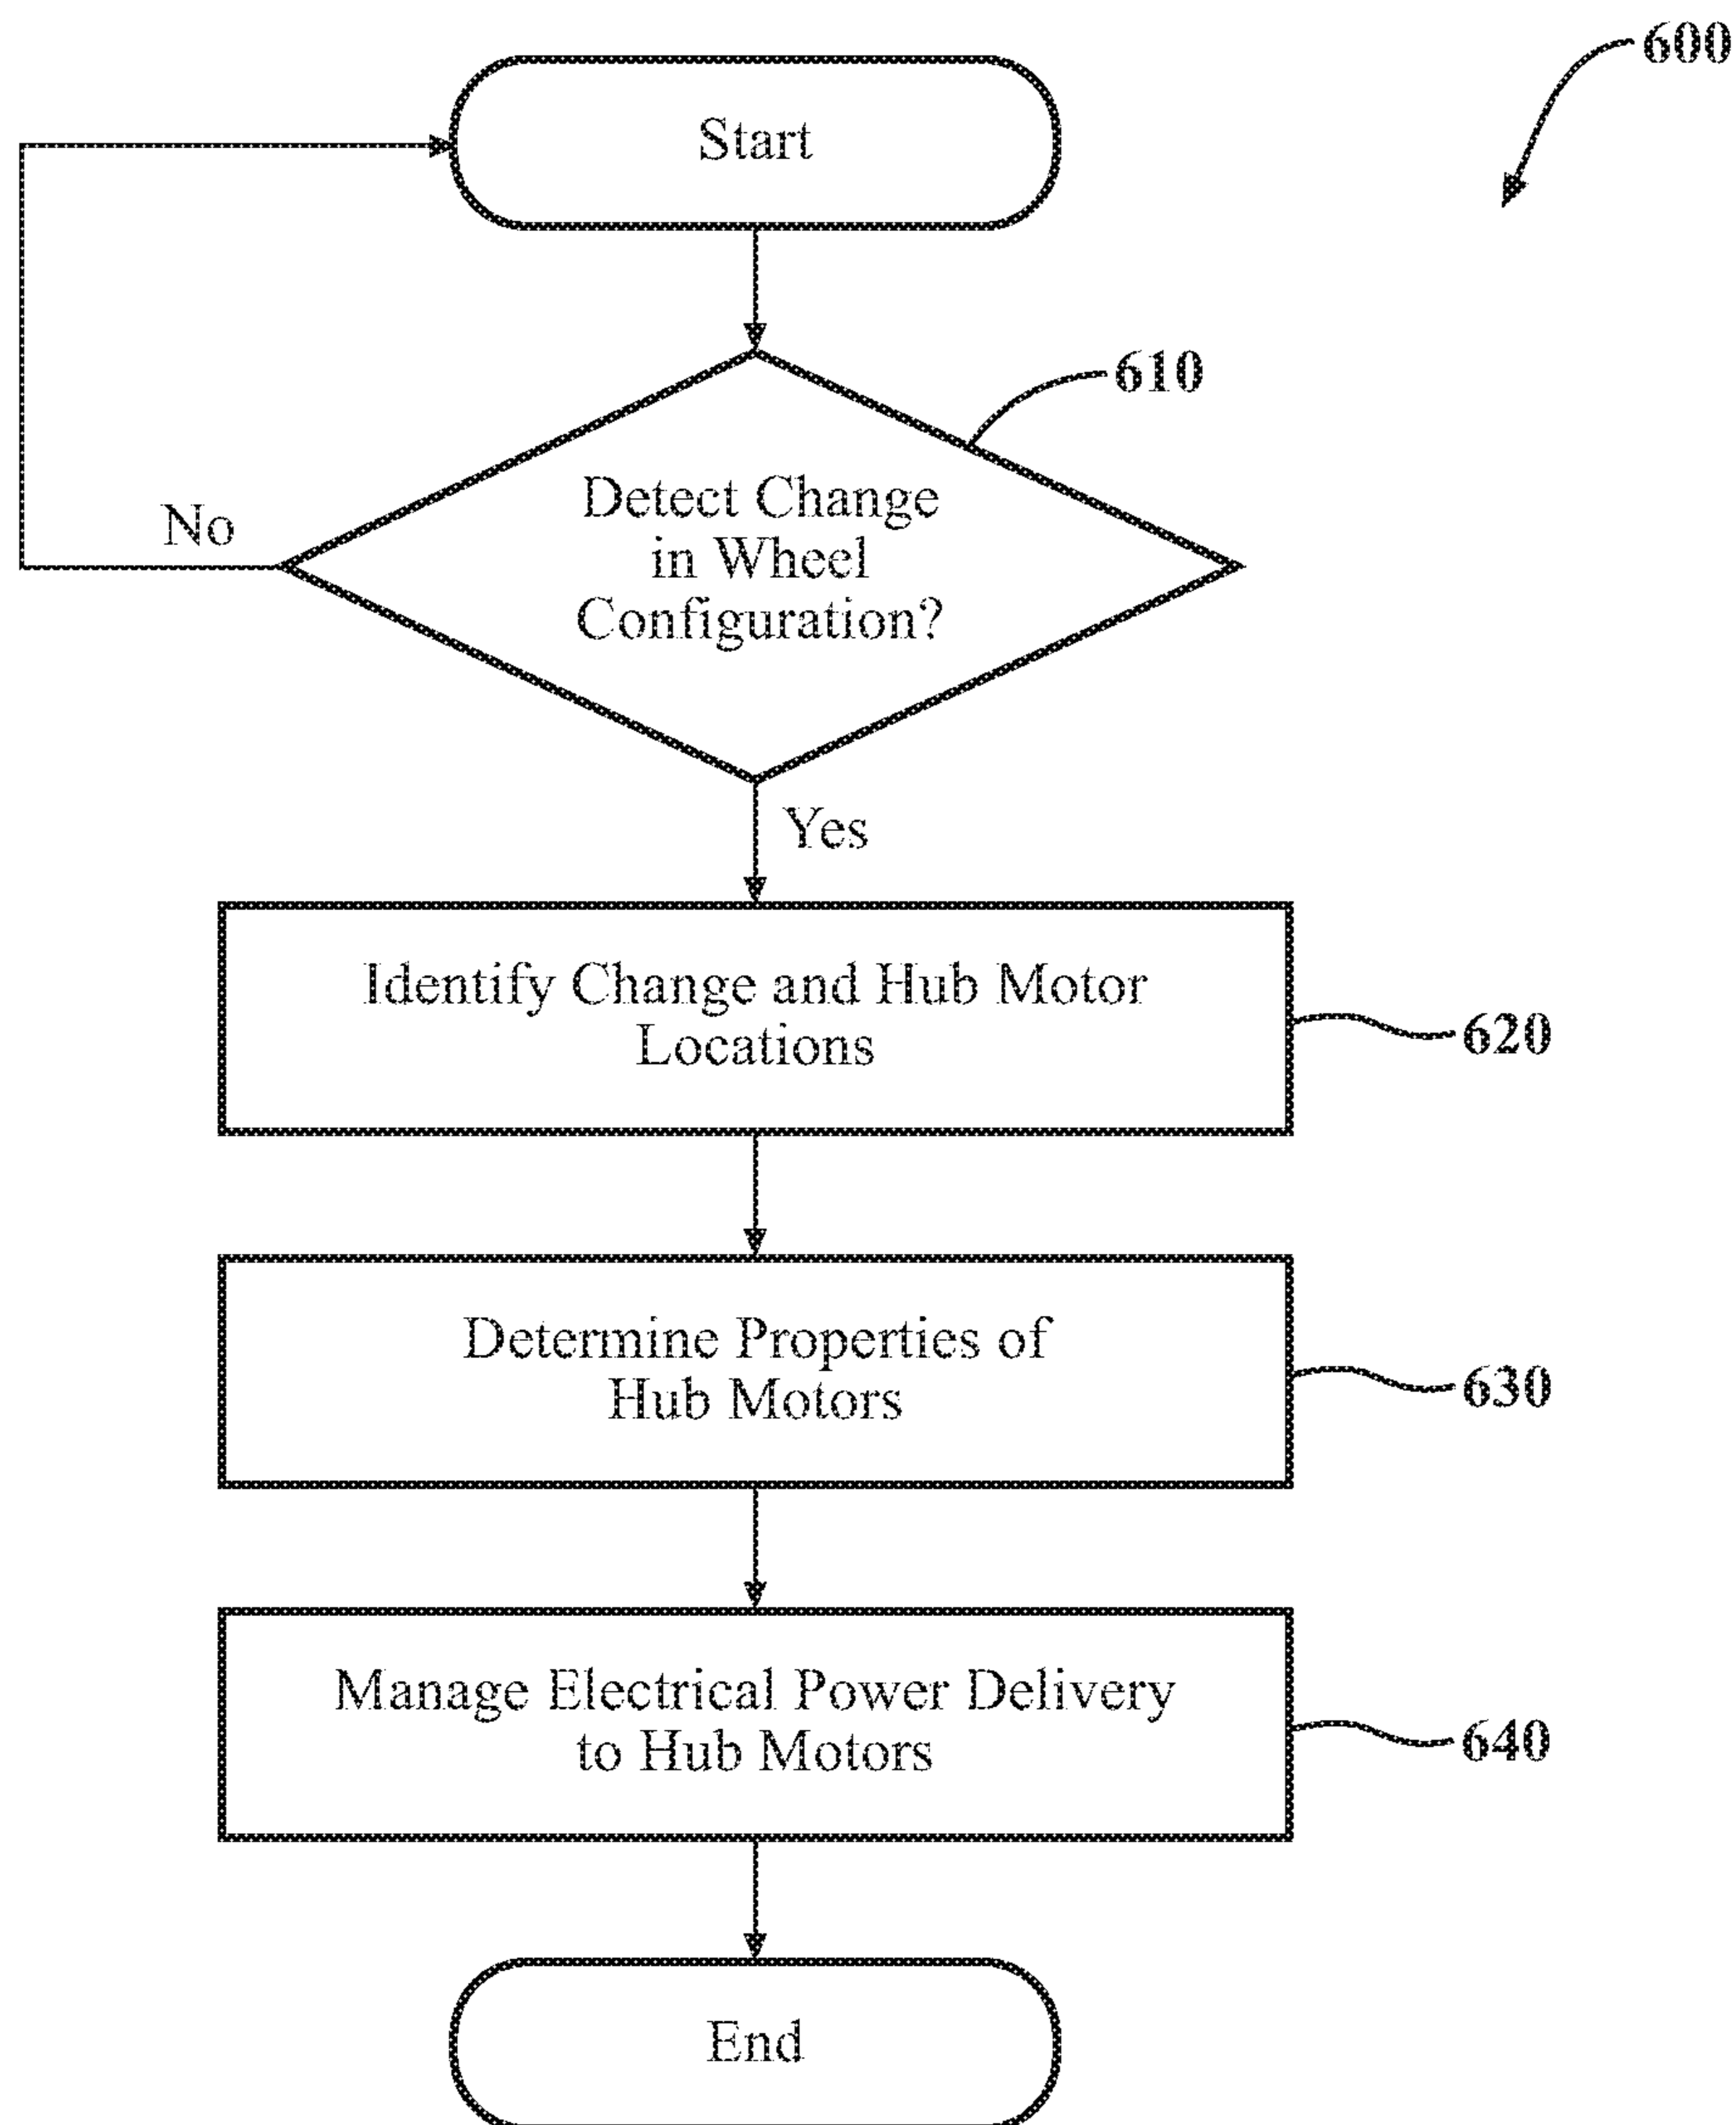 600
Start
610
Detect Change
in Wheel
Configuration?
No
Yes
Identify Change and Hub Motor
Locations
620
Determine Properties of
Hub Motors
630
Manage Electrical Power Delivery
to Hub Motors
640
End